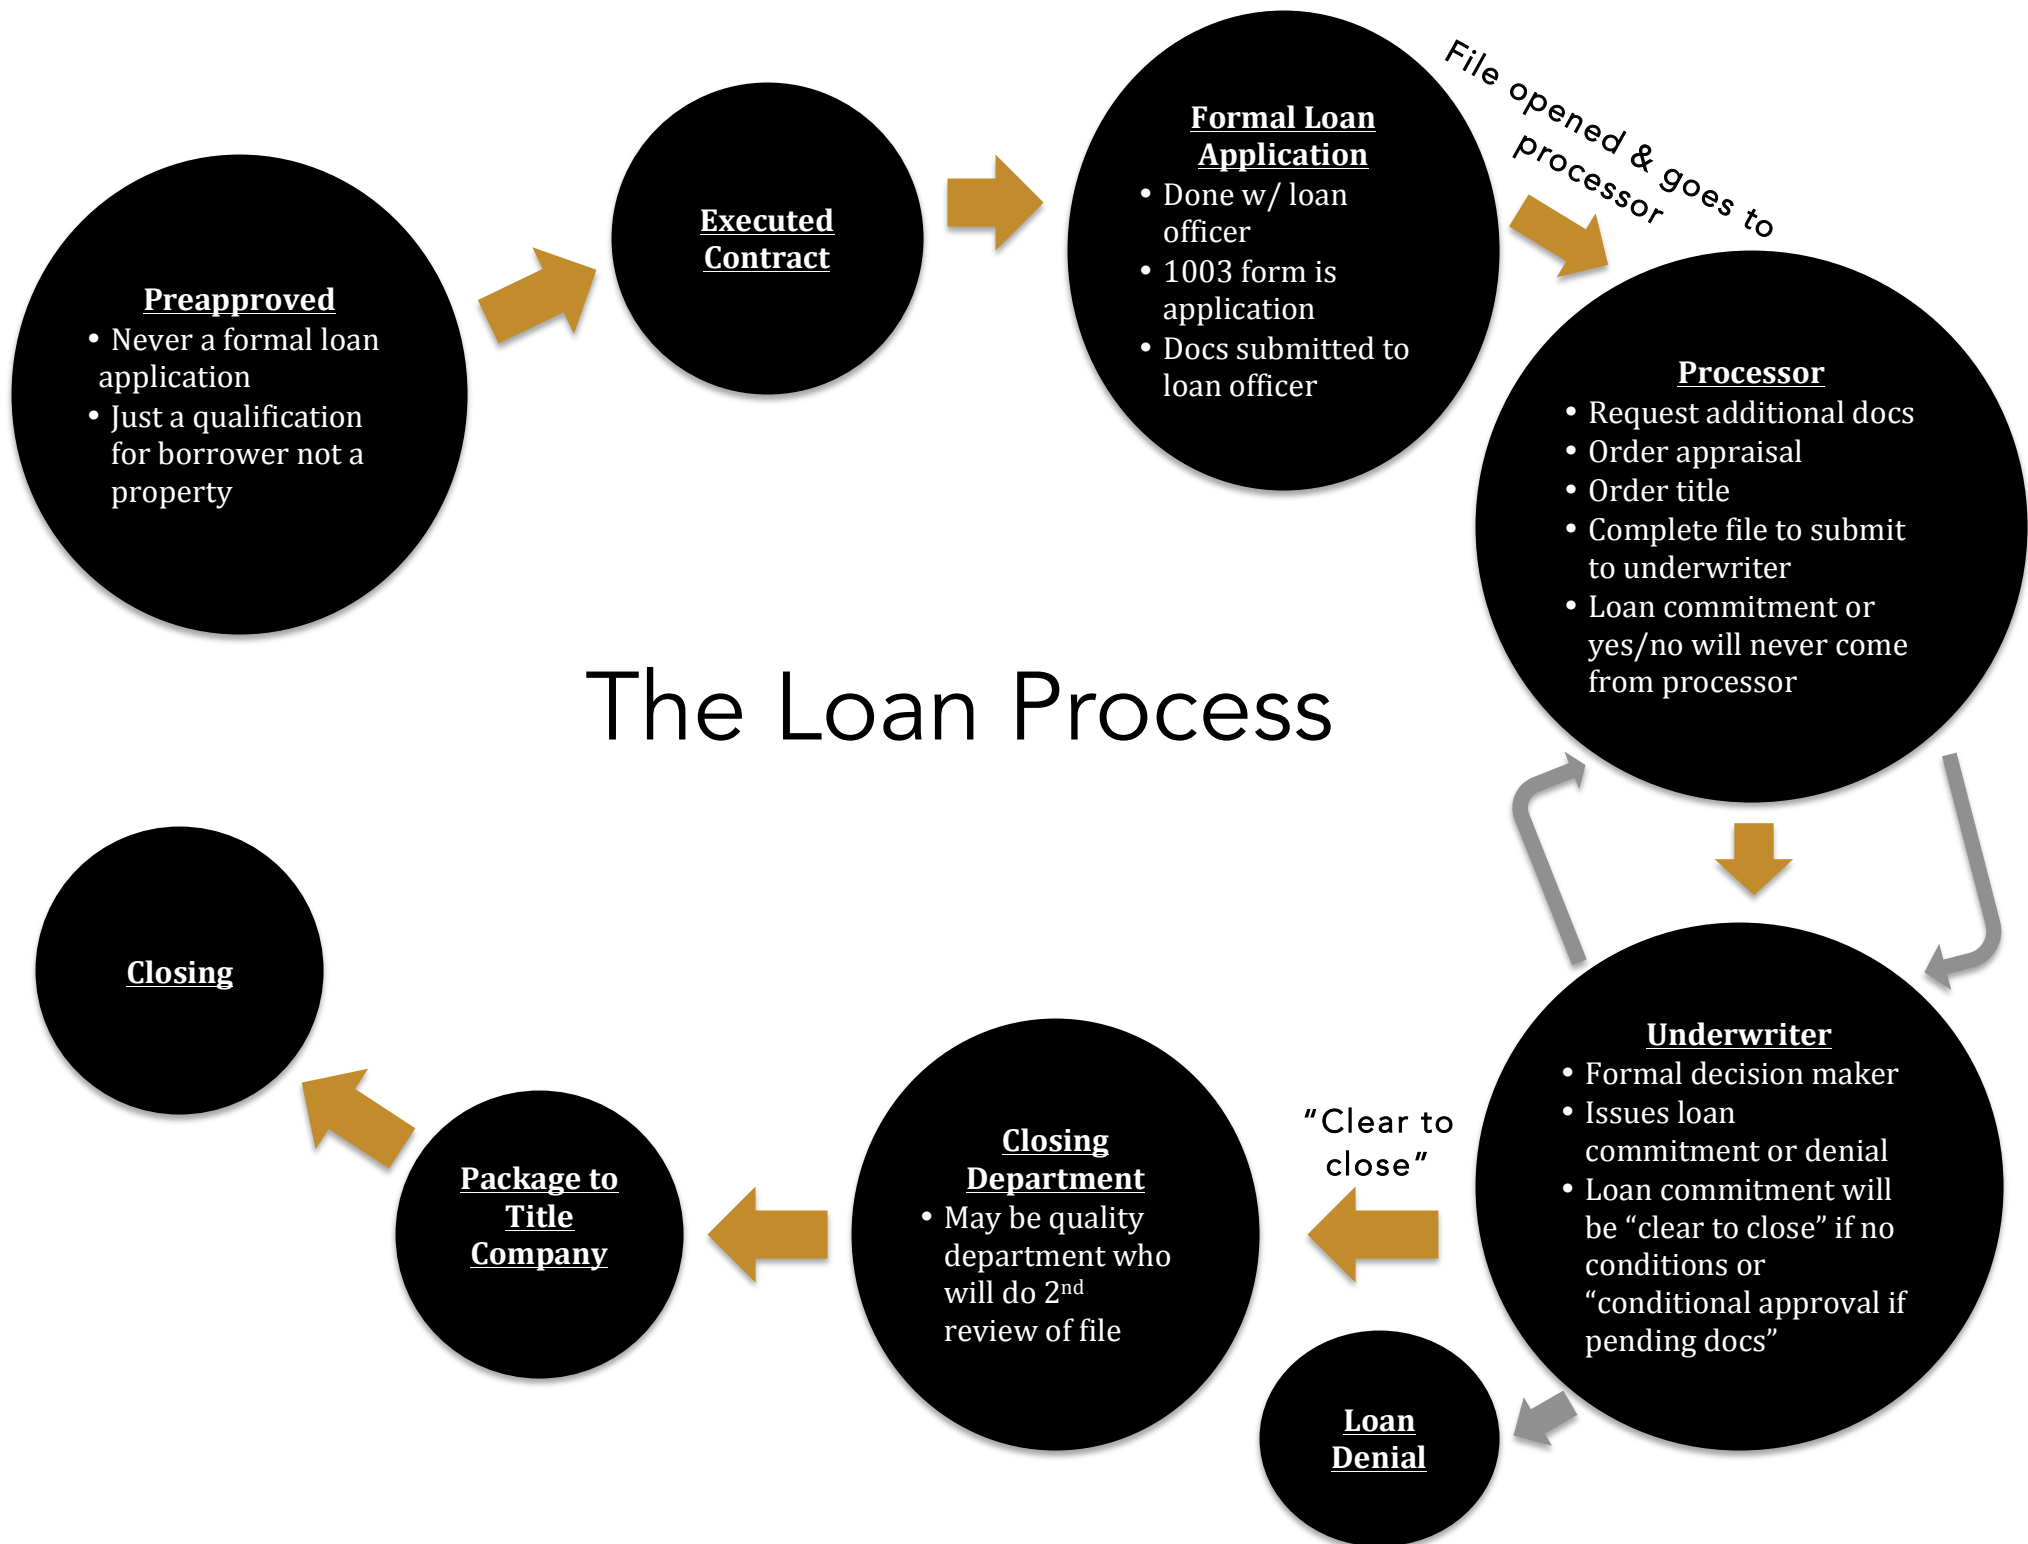 Preapproved
• Never a formal loan
application
• Just a qualification
for borrower not a
property
Executed
Contract
Formal Loan
Application
• Done w/ loan
officer
• 1003 form is
application
• Docs submitted to
loan officer
File opened & goes to
processor
Processor
• Request additional docs
• Order appraisal
• Order title
• Complete file to submit
to underwriter
• Loan commitment or
yes/no will never come
from processor
The Loan Process
Underwriter
• Formal decision maker
• Issues loan
commitment or denial
• Loan commitment will
be “clear to close” if no
conditions or
“conditional approval if
pending docs”
"Clear to
close”
Loan
Denial
Closing
Department
• May be quality
department who
will do 2nd
review of file
Package to
Title
Company
Closing